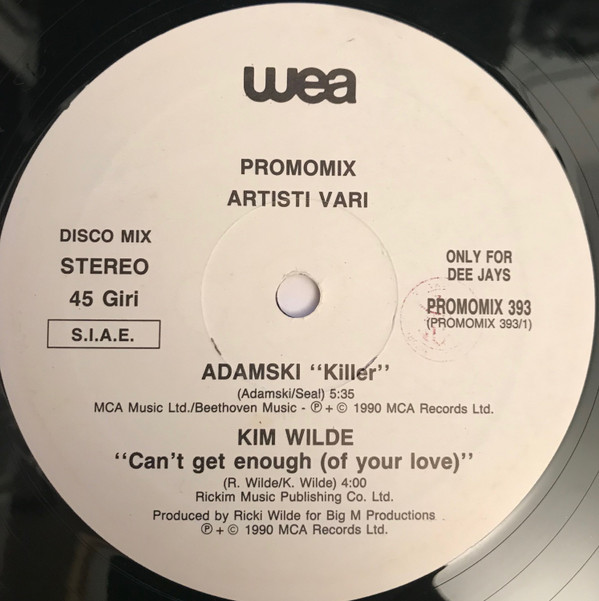 wea
PROMOMIX
ARTISTI VARI
DISCO MIX
STEREO
45 Giri
S.I.A.E.
ONLY FOR
DEE JAYS
PROMOMIX 393
(PROMOMIX 393/1)
ADAMSKI "Killer"
(Adamski/Seal) 5:35
MCA Music Ltd./Beethoven Music - ℗ + © 1990 MCA Records Ltd.
KIM WILDE
"Can't get enough (of your love)"
(R. Wilde/K. Wilde) 4:00
Rickim Music Publishing Co. Ltd.
Produced by Ricki Wilde for Big M Productions
℗ + © 1990 MCA Records Ltd.